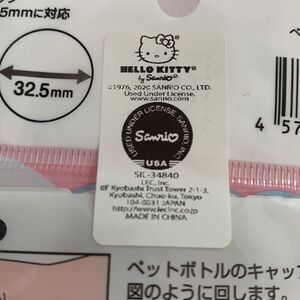 5mmに対応
32.5mm
HELLO KITTY
by Sanrio
©1976, 2020 SANRIO CO., LTD.
Used Under License.
www.sanrio.com
USED UNDER LICENSE SANRIO, INC.
Sanrio
USA
SIL-34840
LEC, Inc.
6F Kyobashi Trust Tower 2-1-3,
Kyobashi, Chuo-ku, Tokyo
104-0031 JAPAN
http://www.lecinc.co.jp
MADE IN CHINA
4 57
ペットボトルのキャッ
図のように回します。